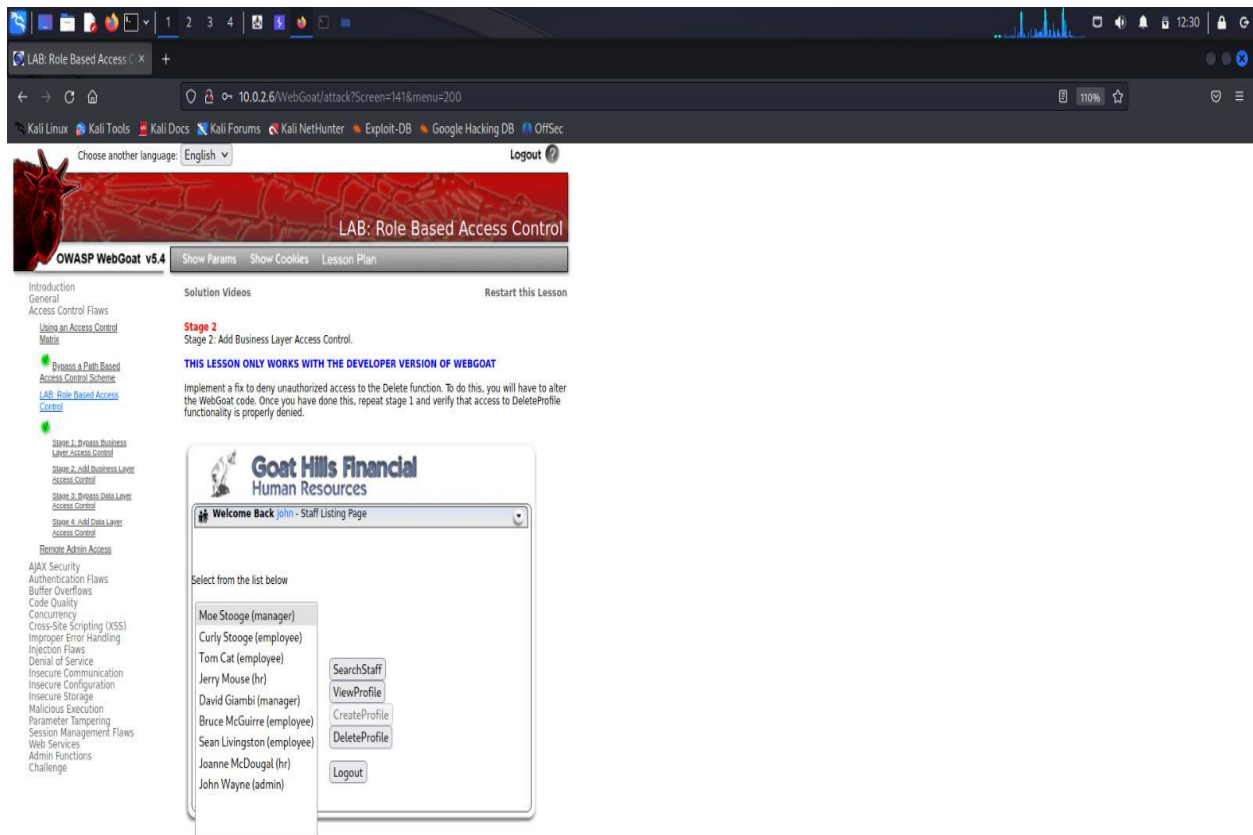 1 2 3 4
12:30
LAB: Role Based Access C
10.0.2.6/WebGoat/attack?Screen=141&menu=200
110%
Kali Linux Kali Tools Kali Docs Kali Forums Kali NetHunter Exploit-DB Google Hacking DB OffSec
Choose another language: English
Logout ?
LAB: Role Based Access Control
OWASP WebGoat v5.4
Show Params Show Cookies Lesson Plan
Introduction
General
Access Control Flaws
Using an Access Control
Matrix
Bypass a Path Based
Access Control Scheme
LAB: Role Based Access
Control
Stage 1: Bypass Business
Layer Access Control
Stage 2: Add Business Layer
Access Control
Stage 3: Bypass Data Layer
Access Control
Stage 4: Add Data Layer
Access Control
Remote Admin Access
AJAX Security
Authentication Flaws
Buffer Overflows
Code Quality
Concurrency
Cross-Site Scripting (XSS)
Improper Error Handling
Injection Flaws
Denial of Service
Insecure Communication
Insecure Configuration
Insecure Storage
Malicious Execution
Parameter Tampering
Session Management Flaws
Web Services
Admin Functions
Challenge
Solution Videos
Restart this Lesson
Stage 2
Stage 2: Add Business Layer Access Control.
THIS LESSON ONLY WORKS WITH THE DEVELOPER VERSION OF WEBGOAT
Implement a fix to deny unauthorized access to the Delete function. To do this, you will have to alter
the WebGoat code. Once you have done this, repeat stage 1 and verify that access to DeleteProfile
functionality is properly denied.
Goat Hills Financial
Human Resources
Welcome Back John - Staff Listing Page
Select from the list below
Moe Stooge (manager)
Curly Stooge (employee)
Tom Cat (employee)
Jerry Mouse (hr)
David Giambi (manager)
Bruce McGuirre (employee)
Sean Livingston (employee)
Joanne McDougal (hr)
John Wayne (admin)
SearchStaff
ViewProfile
CreateProfile
DeleteProfile
Logout